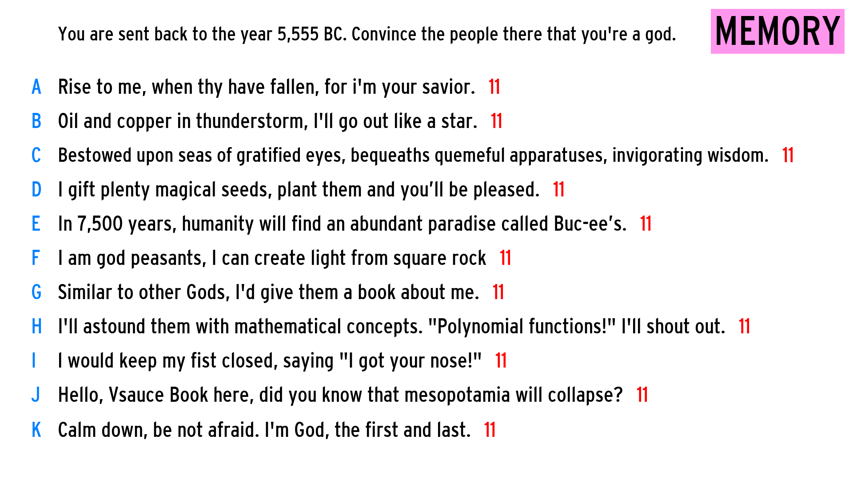 You are sent back to the year 5,555 BC. Convince the people there that you're a god.
MEMORY
A Rise to me, when thy have fallen, for i'm your savior. 11
B Oil and copper in thunderstorm, I'll go out like a star. 11
C Bestowed upon seas of gratified eyes, bequeaths quemeful apparatuses, invigorating wisdom. 11
D I gift plenty magical seeds, plant them and you’ll be pleased. 11
E In 7,500 years, humanity will find an abundant paradise called Buc-ee’s. 11
F I am god peasants, I can create light from square rock 11
G Similar to other Gods, I'd give them a book about me. 11
H I'll astound them with mathematical concepts. "Polynomial functions!" I'll shout out. 11
I I would keep my fist closed, saying "I got your nose!" 11
J Hello, Vsauce Book here, did you know that mesopotamia will collapse? 11
K Calm down, be not afraid. I'm God, the first and last. 11